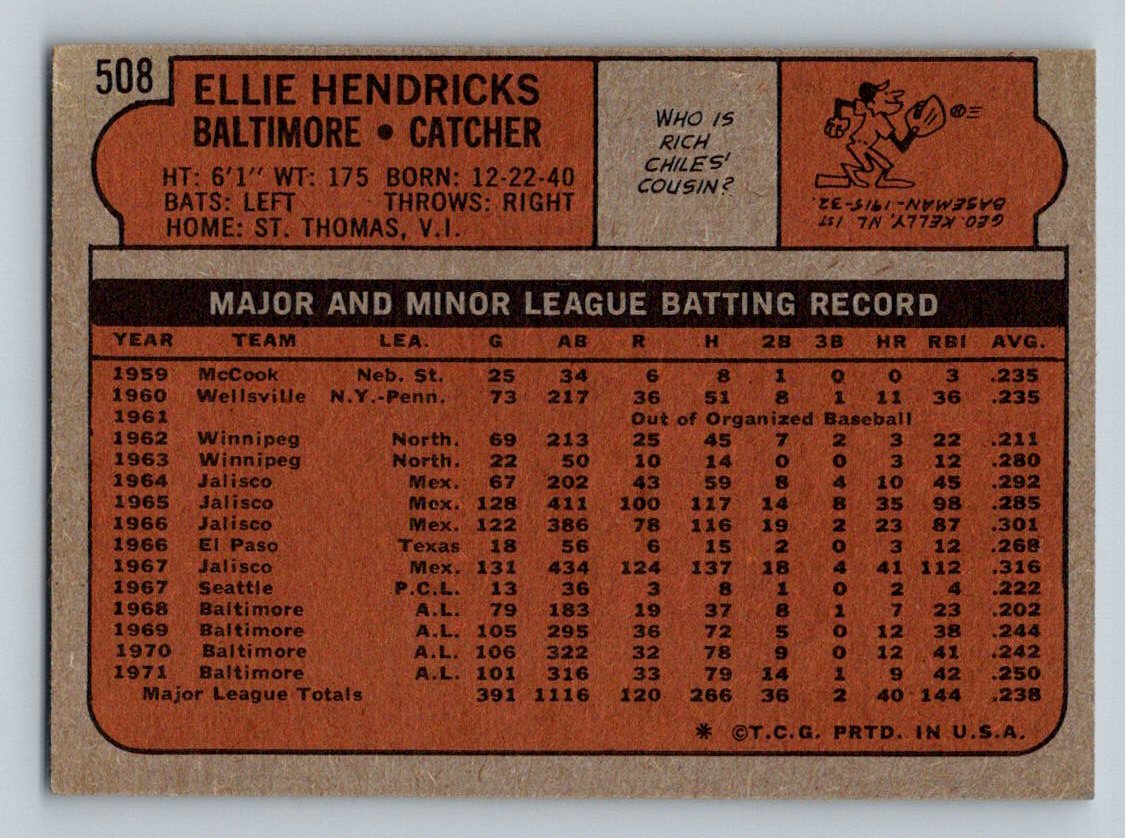 508
ELLIE HENDRICKS
BALTIMORE • CATCHER
HT: 6'1" WT: 175 BORN: 12-22-40
BATS: LEFT THROWS: RIGHT
HOME: ST. THOMAS, V.I.
WHO IS
RICH
CHILES'
COUSIN?
GEO. KELLY, NL 1ST
BASEMAN-1915-32.
MAJOR AND MINOR LEAGUE BATTING RECORD
YEAR TEAM LEA. G AB R H 2B 3B HR RBI AVG.
1959 McCook Neb. St. 25 34 6 8 1 0 0 3 .235
1960 Wellsville N.Y.-Penn. 73 217 36 51 8 1 11 36 .235
1961 Out of Organized Baseball
1962 Winnipeg North. 69 213 25 45 7 2 3 22 .211
1963 Winnipeg North. 22 50 10 14 0 0 3 12 .280
1964 Jalisco Mex. 67 202 43 59 8 4 10 45 .292
1965 Jalisco Mex. 128 411 100 117 14 8 35 98 .285
1966 Jalisco Mex. 122 386 78 116 19 2 23 87 .301
1966 El Paso Texas 18 56 6 15 2 0 3 12 .268
1967 Jalisco Mex. 131 434 124 137 18 4 41 112 .316
1967 Seattle P.C.L. 13 36 3 8 1 0 2 4 .222
1968 Baltimore A.L. 79 183 19 37 8 1 7 23 .202
1969 Baltimore A.L. 105 295 36 72 5 0 12 38 .244
1970 Baltimore A.L. 106 322 32 78 9 0 12 41 .242
1971 Baltimore A.L. 101 316 33 79 14 1 9 42 .250
Major League Totals 391 1116 120 266 36 2 40 144 .238
* ©T.C.G. PRTD. IN U.S.A.